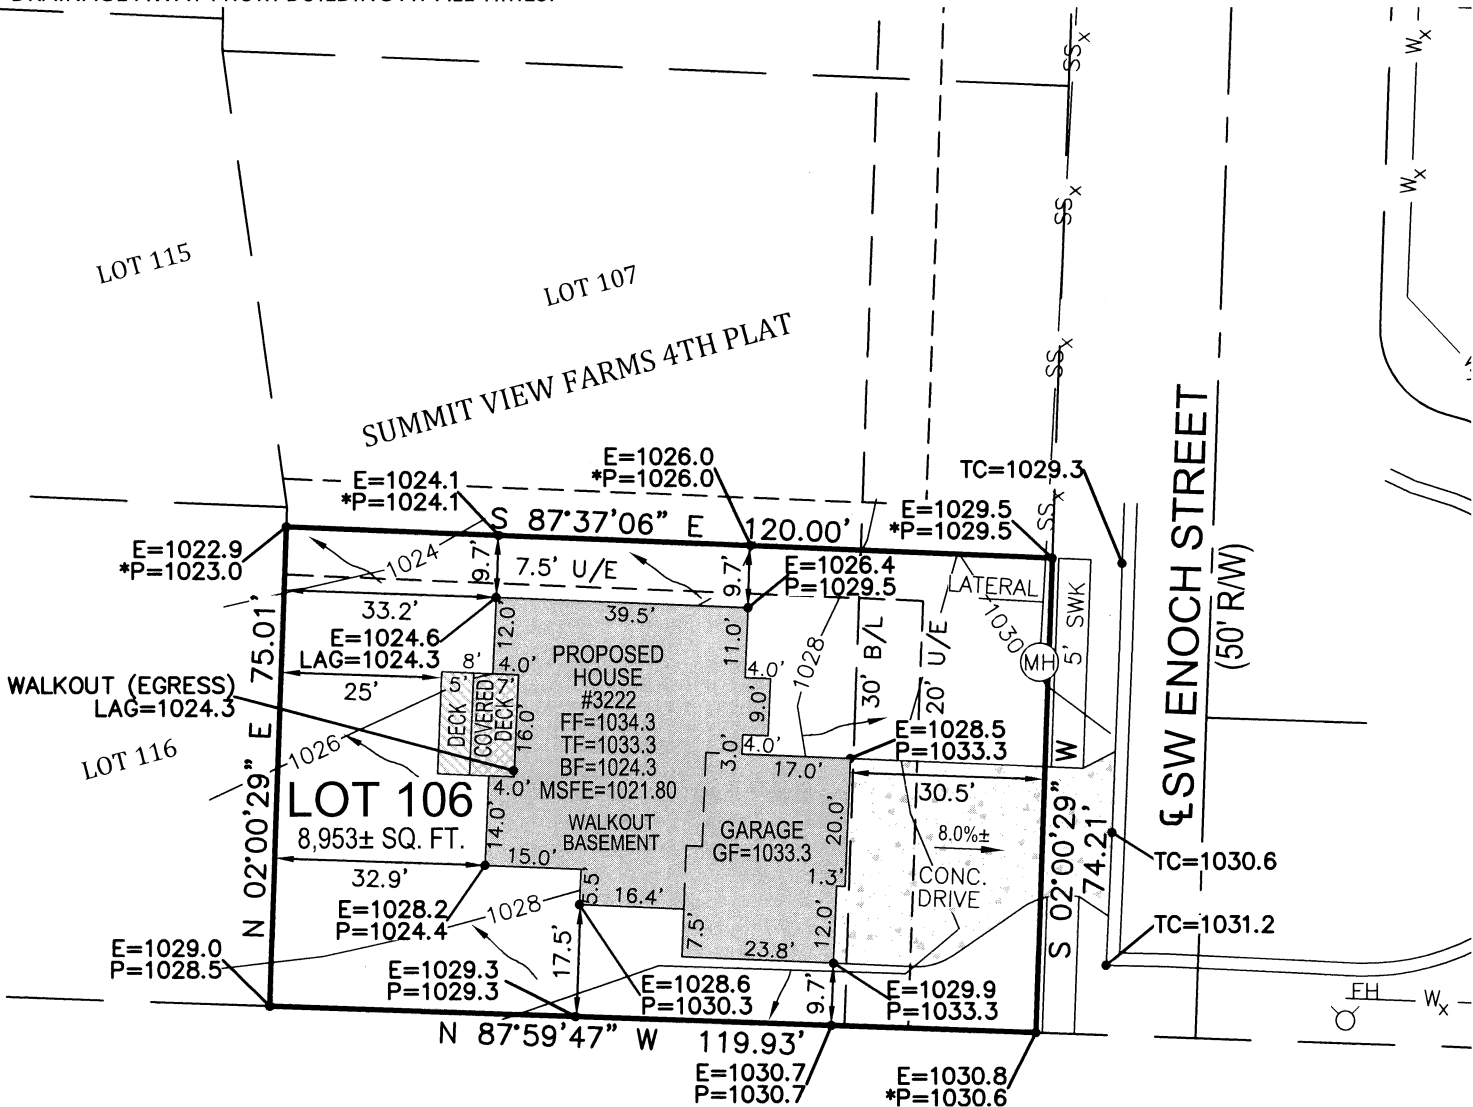 SSx
Wx
SSx
Wx
LOT 115
LOT 107
SSx
SUMMIT VIEW FARMS 4TH PLAT
℄ SW ENOCH STREET
(50' R/W)
E=1026.0
*P=1026.0
TC=1029.3
E=1024.1
*P=1024.1
SSx
E=1029.5
*P=1029.5
S 87°37'06" E 120.00'
E=1022.9
*P=1023.0
1024
9.7'
7.5' U/E
9.7'
E=1026.4
P=1029.5
LATERAL
33.2'
12.0'
39.5'
11.0'
1030
5' SWK
E=1024.6
LAG=1024.3
MH
N 02°00'29" E 75.01'
8'
4.0'
4.0'
1028
30' B/L
20' U/E
PROPOSED
HOUSE
#3222
FF=1034.3
TF=1033.3
BF=1024.3
MSFE=1021.80
WALKOUT
BASEMENT
25'
5'
7'
WALKOUT (EGRESS)
LAG=1024.3
DECK
COVERED
DECK
16.0'
9.0'
4.0'
3.0'
E=1028.5
P=1033.3
LOT 116
1026
17.0'
4.0'
30.5'
LOT 106
8,953± SQ. FT.
14.0'
GARAGE
GF=1033.3
20.0'
8.0%±
S 02°00'29" W
74.21'
TC=1030.6
15.0'
32.9'
1.3'
CONC.
DRIVE
5.5'
16.4'
1028
E=1028.2
P=1024.4
7.5'
23.8'
12.0'
TC=1031.2
E=1029.0
P=1028.5
17.5'
E=1029.3
P=1029.3
E=1028.6
P=1030.3
9.7'
E=1029.9
P=1033.3
FH
Wx
N 87°59'47" W 119.93'
E=1030.7
P=1030.7
E=1030.8
*P=1030.6